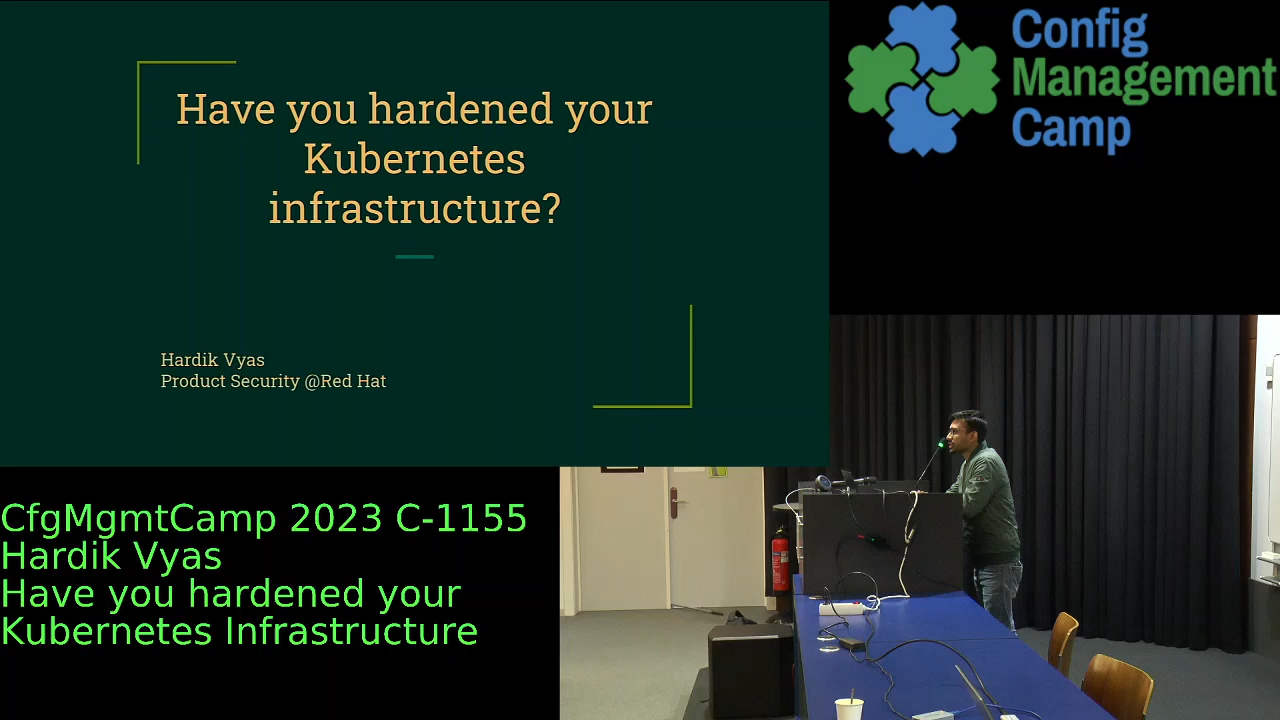 Have you hardened your
Kubernetes
infrastructure?
Hardik Vyas
Product Security @Red Hat
Config
Management
Camp
CfgMgmtCamp 2023 C-1155
Hardik Vyas
Have you hardened your
Kubernetes Infrastructure